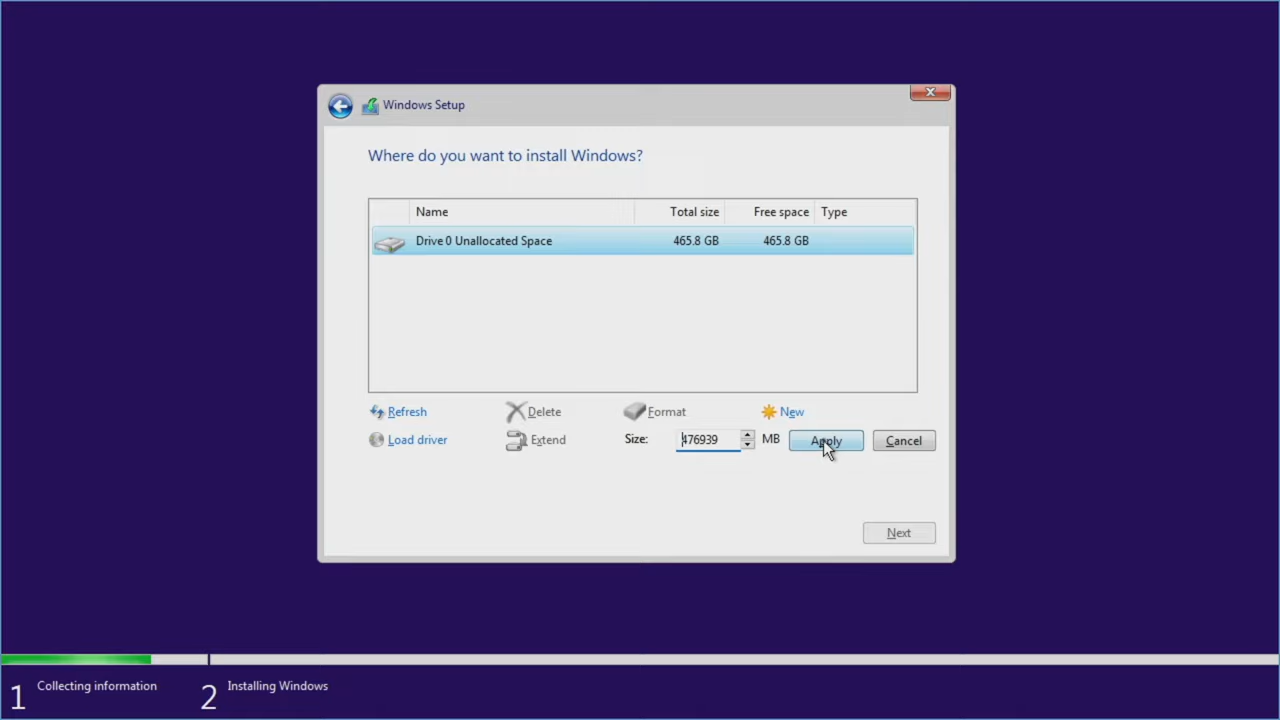 Windows Setup
Where do you want to install Windows?
Name Total size Free space Type
Drive 0 Unallocated Space 465.8 GB 465.8 GB
Refresh Delete Format New
Load driver Extend Size: 476939 MB Apply Cancel
Next
1 Collecting information 2 Installing Windows